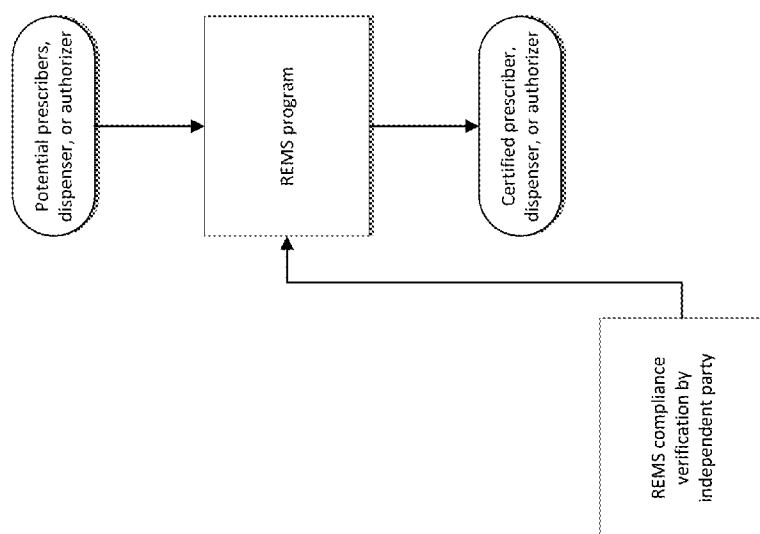 Potential prescribers,
dispenser, or authorizer
REMS program
Certified prescriber,
dispenser, or authorizer
REMS compliance
verification by
independent party